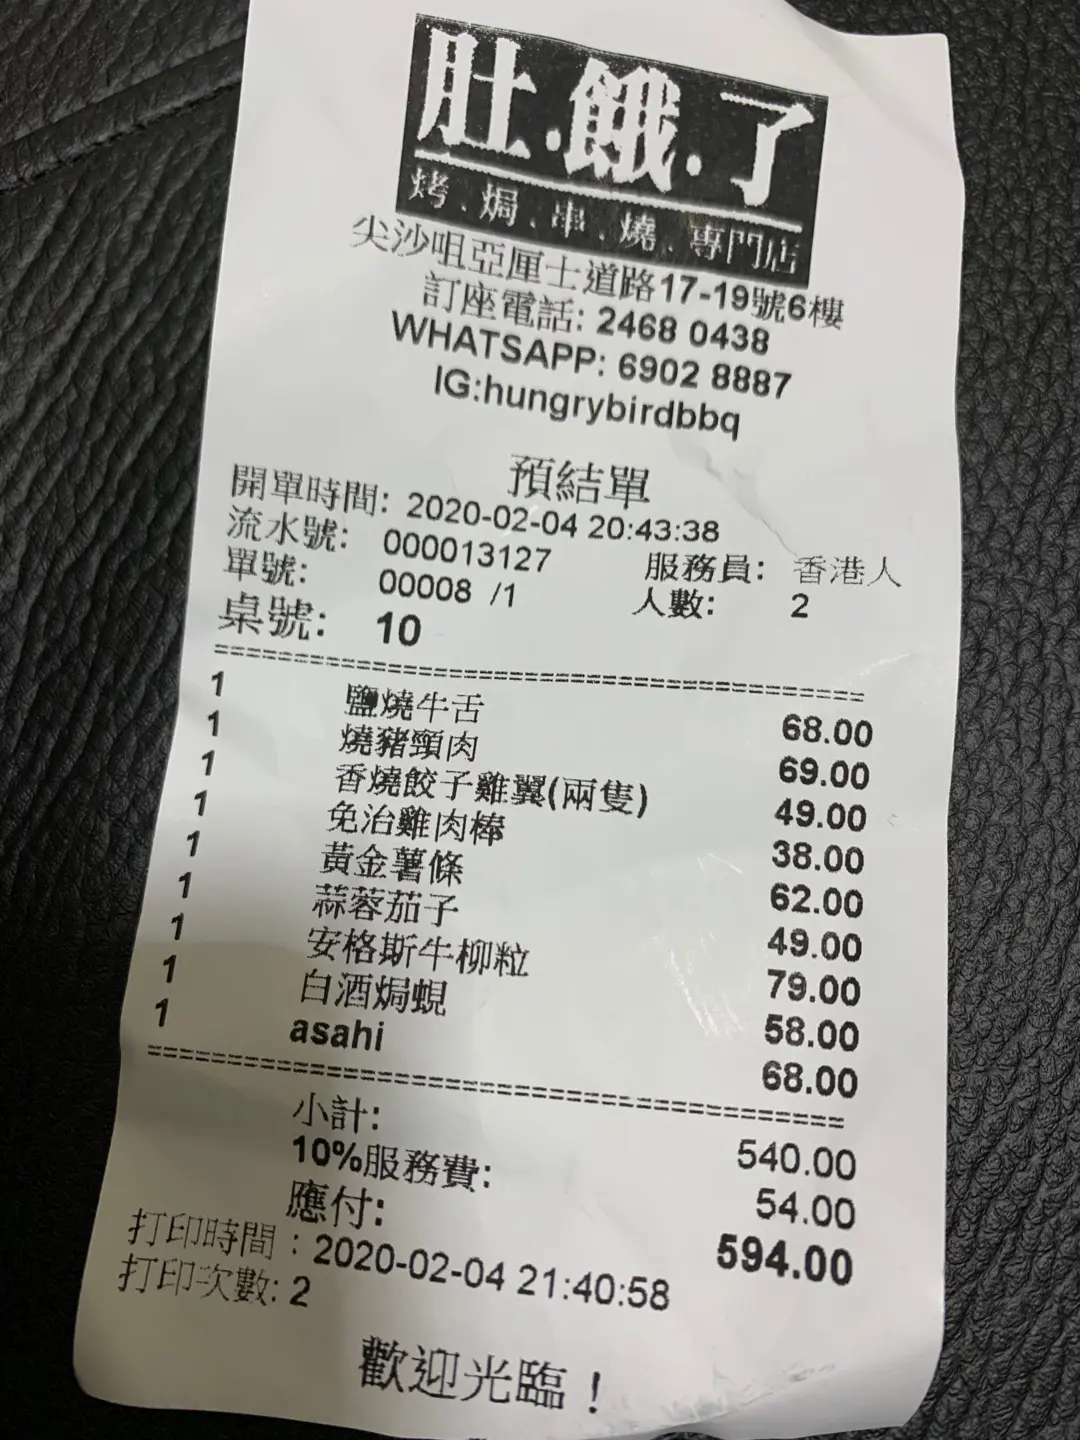 肚.餓.了
烤、焗、串、燒、專門店
尖沙咀亞厘士道路17-19號6樓
訂座電話: 2468 0438
WHATSAPP: 6902 8887
IG:hungrybirdbbq
預結單
開單時間: 2020-02-04 20:43:38
流水號: 000013127 服務員: 香港人
單號: 00008 /1 人數: 2
桌號: 10
1 鹽燒牛舌 68.00
1 燒豬頸肉 69.00
1 香燒餃子雞翼(兩隻) 49.00
1 免治雞肉棒 38.00
1 黃金薯條 62.00
1 蒜蓉茄子 49.00
1 安格斯牛柳粒 79.00
1 白酒焗蜆 58.00
1 asahi 68.00
小計: 540.00
10%服務費: 54.00
應付: 594.00
打印時間：2020-02-04 21:40:58
打印次數: 2
歡迎光臨！